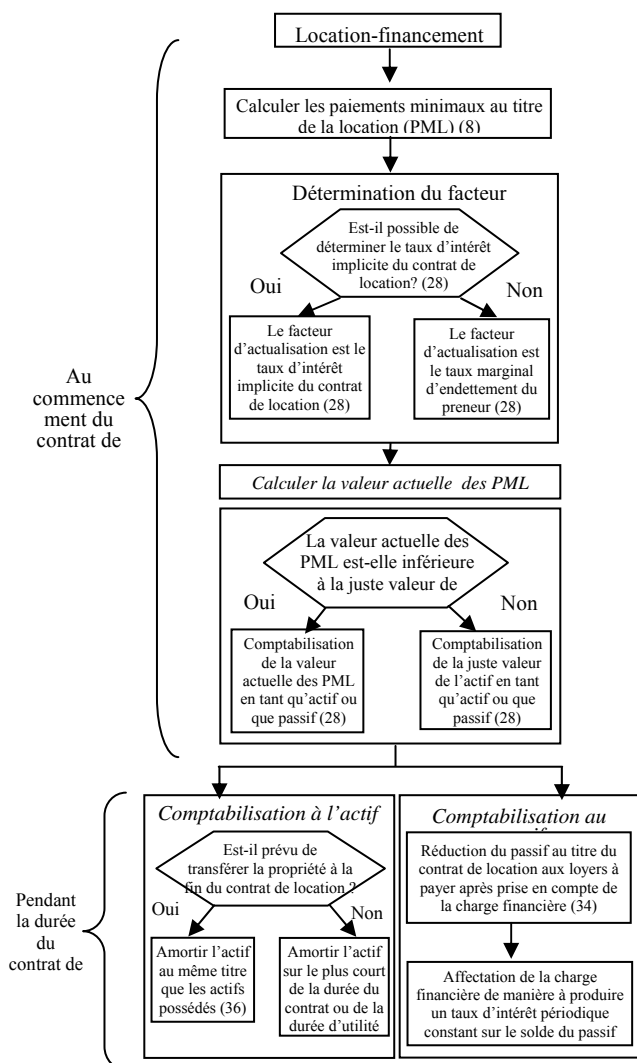 Location-financement
Calculer les paiements minimaux au titre
de la location (PML) (8)
Détermination du facteur
Est-il possible de
déterminer le taux d'intérêt
implicite du contrat de
location? (28)
Oui
Non
Le facteur
d'actualisation est le
taux d'intérêt
implicite du contrat
de location (28)
Le facteur
d'actualisation est
le taux marginal
d'endettement du
preneur (28)
Au
commence
ment du
contrat de
Calculer la valeur actuelle des PML
La valeur actuelle des
PML est-elle inférieure
à la juste valeur de
Oui
Non
Comptabilisation
de la valeur
actuelle des PML
en tant qu'actif ou
que passif (28)
Comptabilisation
de la juste valeur
de l'actif en tant
qu'actif ou que
passif (28)
Comptabilisation à l'actif
Est-il prévu de
transférer la propriété à la
fin du contrat de location ?
Oui
Non
Amortir l'actif
au même titre
que les actifs
possédés (36)
Amortir l'actif
sur le plus court
de la durée du
contrat ou de la
durée d'utilité
Comptabilisation au
Réduction du passif au titre du
contrat de location aux loyers à
payer après prise en compte de
la charge financière (34)
Affectation de la charge
financière de manière à produire
un taux d'intérêt périodique
constant sur le solde du passif
Pendant
la durée
du
contrat de